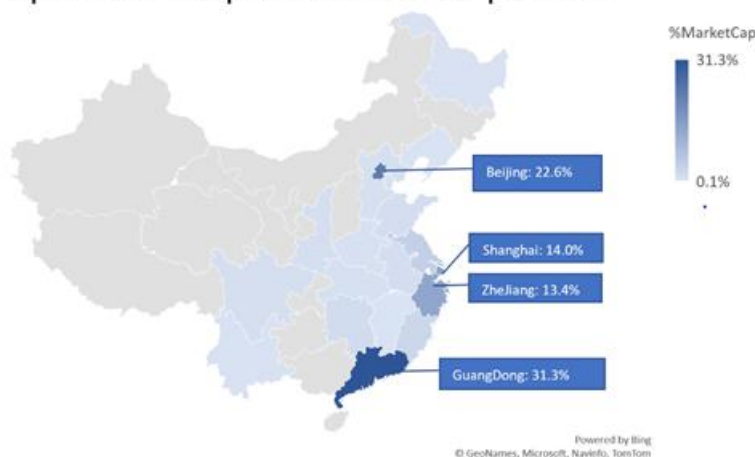 %MarketCap
31.3%
0.1%
Beijing: 22.6%
Shanghai: 14.0%
ZheJiang: 13.4%
GuangDong: 31.3%
Powered by Bing
© GeoNames, Microsoft, Navinfo, TomTom